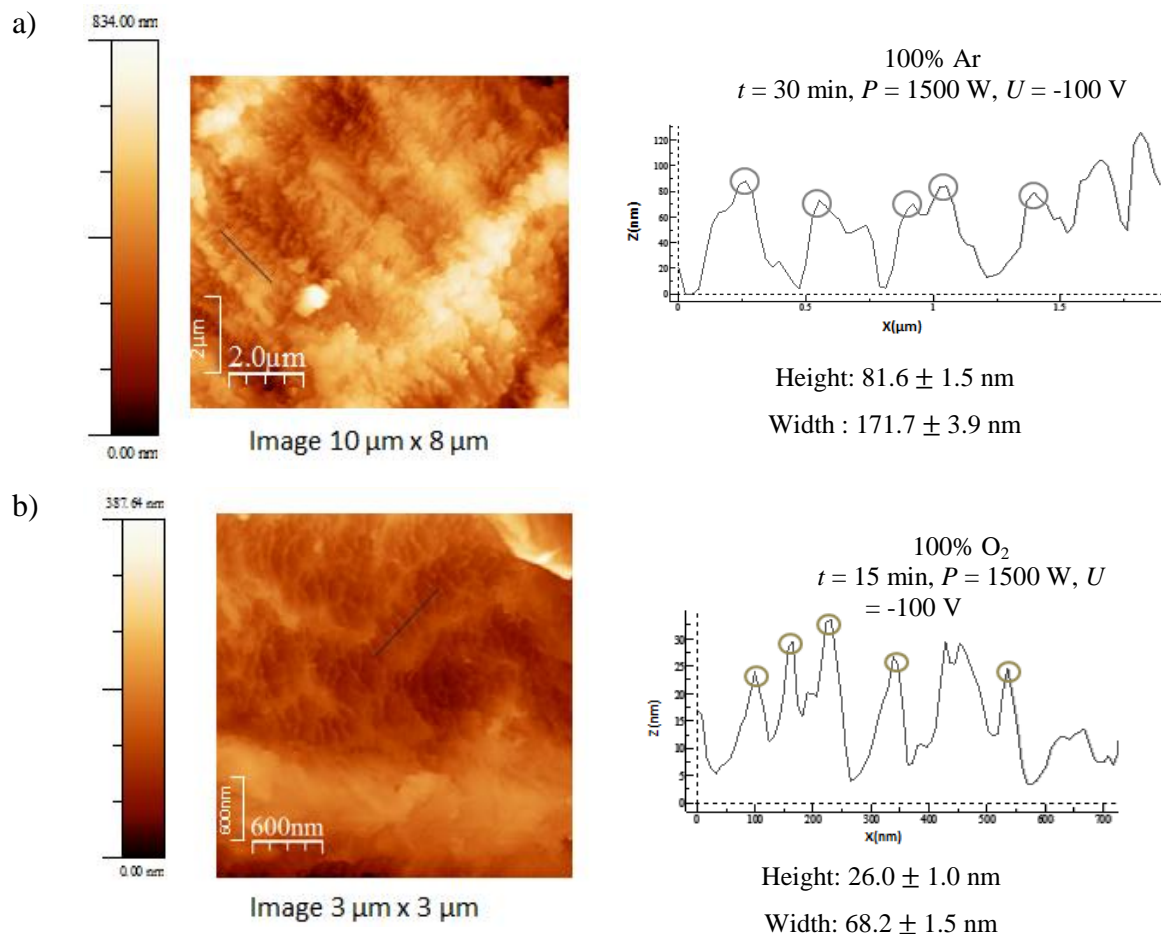 a)
834.00 nm
0.00 nm
2µm
2.0µm
Image 10 µm x 8 µm
100% Ar
t = 30 min, P = 1500 W, U = -100 V
Z(nm)
120
100
80
60
40
20
0
0 0.5 1 1.5
X(µm)
Height: 81.6 ± 1.5 nm
Width : 171.7 ± 3.9 nm
b)
387.64 nm
0.00 nm
600nm
600nm
Image 3 µm x 3 µm
100% O₂
t = 15 min, P = 1500 W, U
= -100 V
Z(nm)
30
25
20
15
10
5
0
0 100 200 300 400 500 600 700
X(nm)
Height: 26.0 ± 1.0 nm
Width: 68.2 ± 1.5 nm